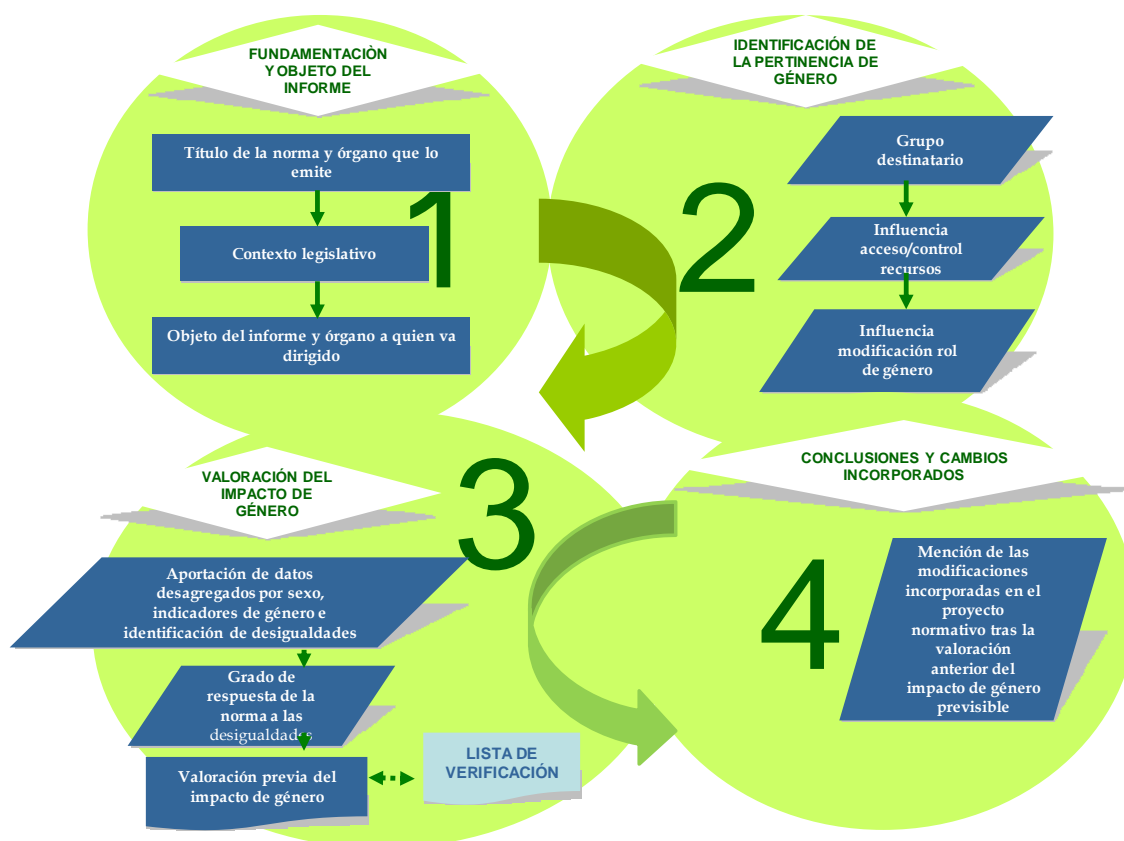 FUNDAMENTACIÒN
Y OBJETO DEL
INFORME
Título de la norma y órgano que lo
emite
Contexto legislativo
Objeto del informe y órgano a quien va
dirigido
1
IDENTIFICACIÓN DE
LA PERTINENCIA DE
GÉNERO
Grupo
destinatario
Influencia
acceso/control
recursos
Influencia
modificación rol
de género
2
VALORACIÓN DEL
IMPACTO DE
GÉNERO
3
Aportación de datos
desagregados por sexo,
indicadores de género e
identificación de desigualdades
Grado de
respuesta de la
norma a las
desigualdades
Valoración previa del
impacto de género
LISTA DE
VERIFICACIÓN
CONCLUSIONES Y CAMBIOS
INCORPORADOS
4
Mención de las
modificaciones
incorporadas en el
proyecto
normativo tras la
valoración
anterior del
impacto de género
previsible